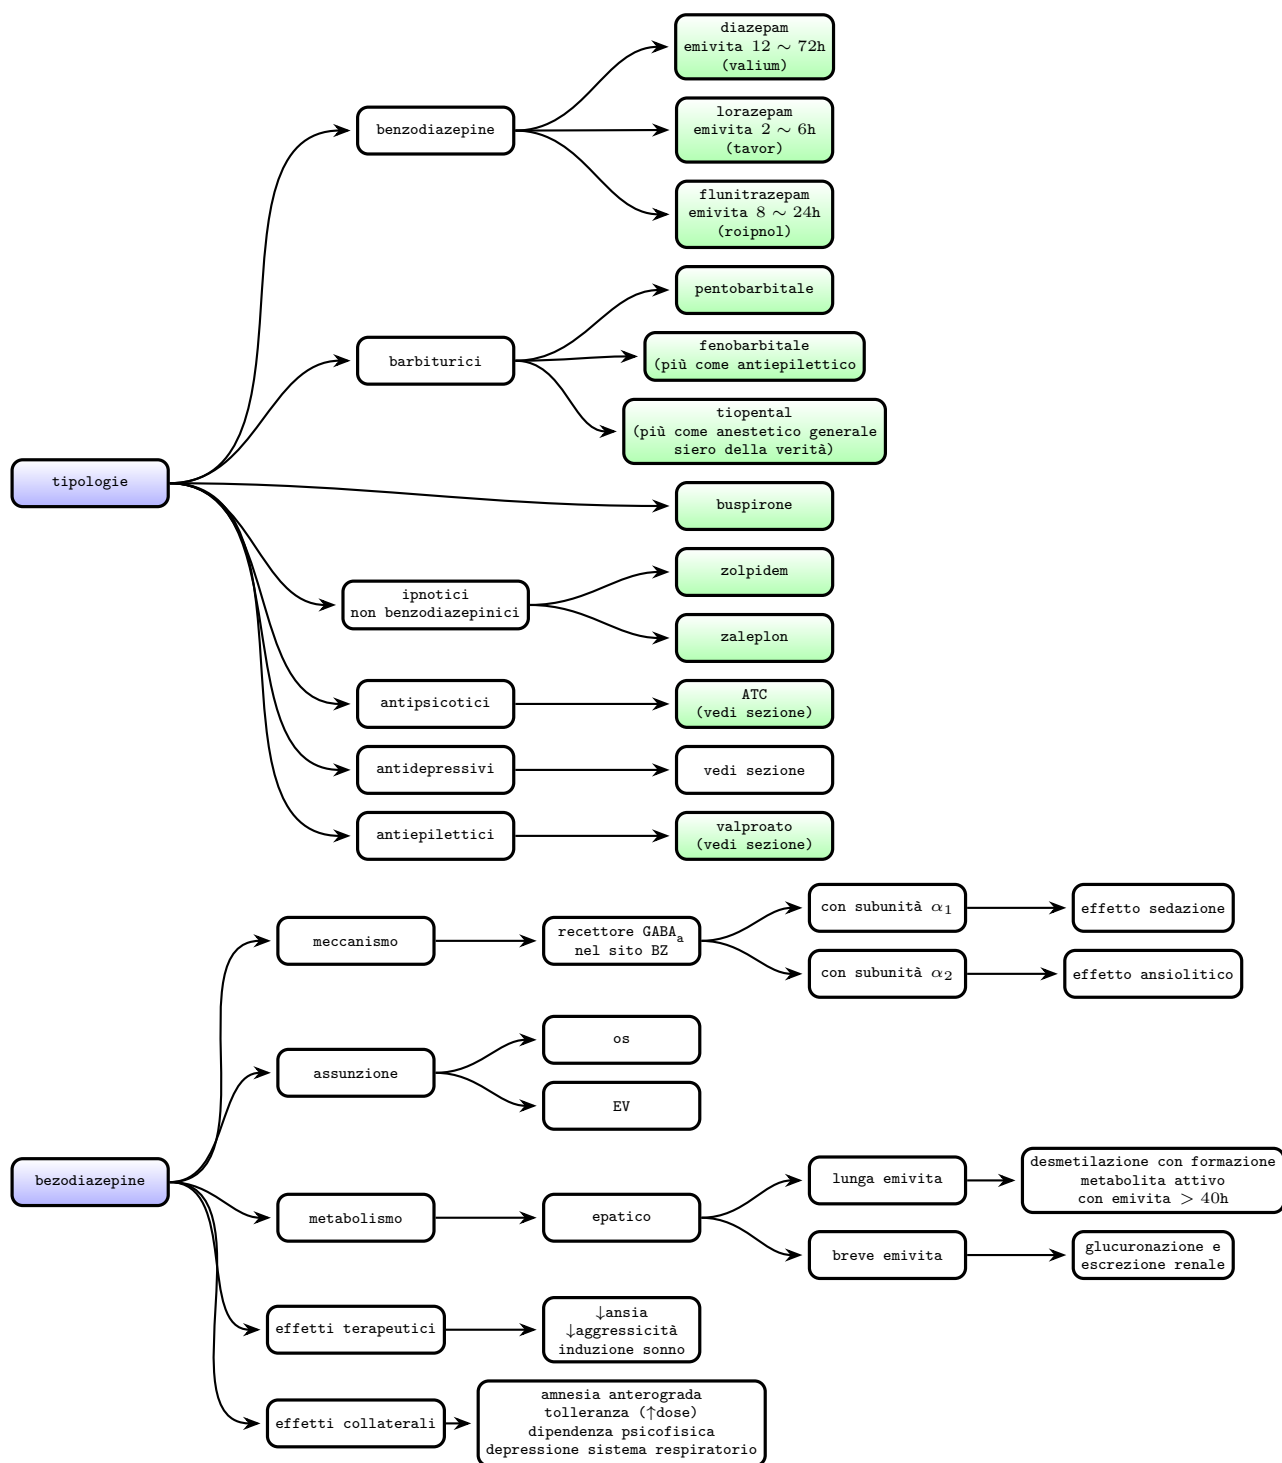 tipologie
benzodiazepine
diazepam
emivita 12 ∼ 72h
(valium)
lorazepam
emivita 2 ∼ 6h
(tavor)
flunitrazepam
emivita 8 ∼ 24h
(roipnol)
barbiturici
pentobarbitale
fenobarbitale
(più come antiepilettico
tiopental
(più come anestetico generale
siero della verità)
buspirone
ipnotici
non benzodiazepinici
zolpidem
zaleplon
antipsicotici
ATC
(vedi sezione)
antidepressivi
vedi sezione
antiepilettici
valproato
(vedi sezione)
bezodiazepine
meccanismo
recettore GABAₐ
nel sito BZ
con subunità α₁
effetto sedazione
con subunità α₂
effetto ansiolitico
assunzione
os
EV
metabolismo
epatico
lunga emivita
desmetilazione con formazione
metabolita attivo
con emivita > 40h
breve emivita
glucuronazione e
escrezione renale
effetti terapeutici
↓ansia
↓aggressicità
induzione sonno
effetti collaterali
amnesia anterograda
tolleranza (↑dose)
dipendenza psicofisica
depressione sistema respiratorio